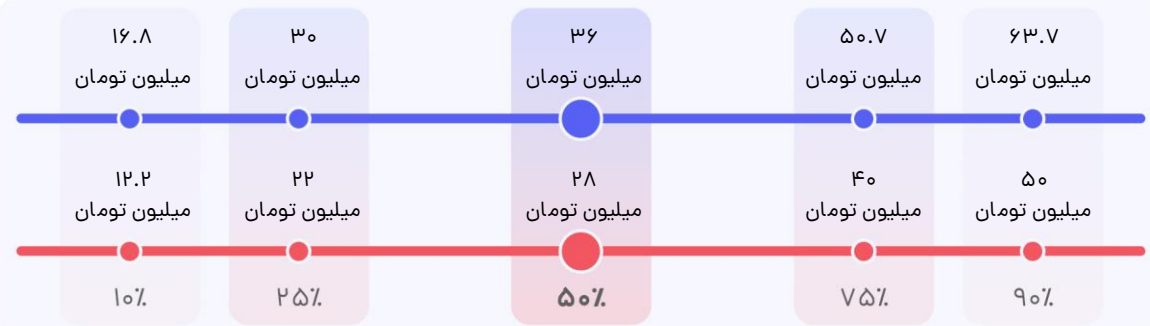 ۱۶.۸ ۳۰ ۳۶ ۵۰.۷ ۶۳.۷
میلیون تومان میلیون تومان میلیون تومان میلیون تومان میلیون تومان
۱۲.۲ ۲۲ ۲۸ ۴۰ ۵۰
میلیون تومان میلیون تومان میلیون تومان میلیون تومان میلیون تومان
۱۰٪ ۲۵٪ ۵۰٪ ۷۵٪ ۹۰٪